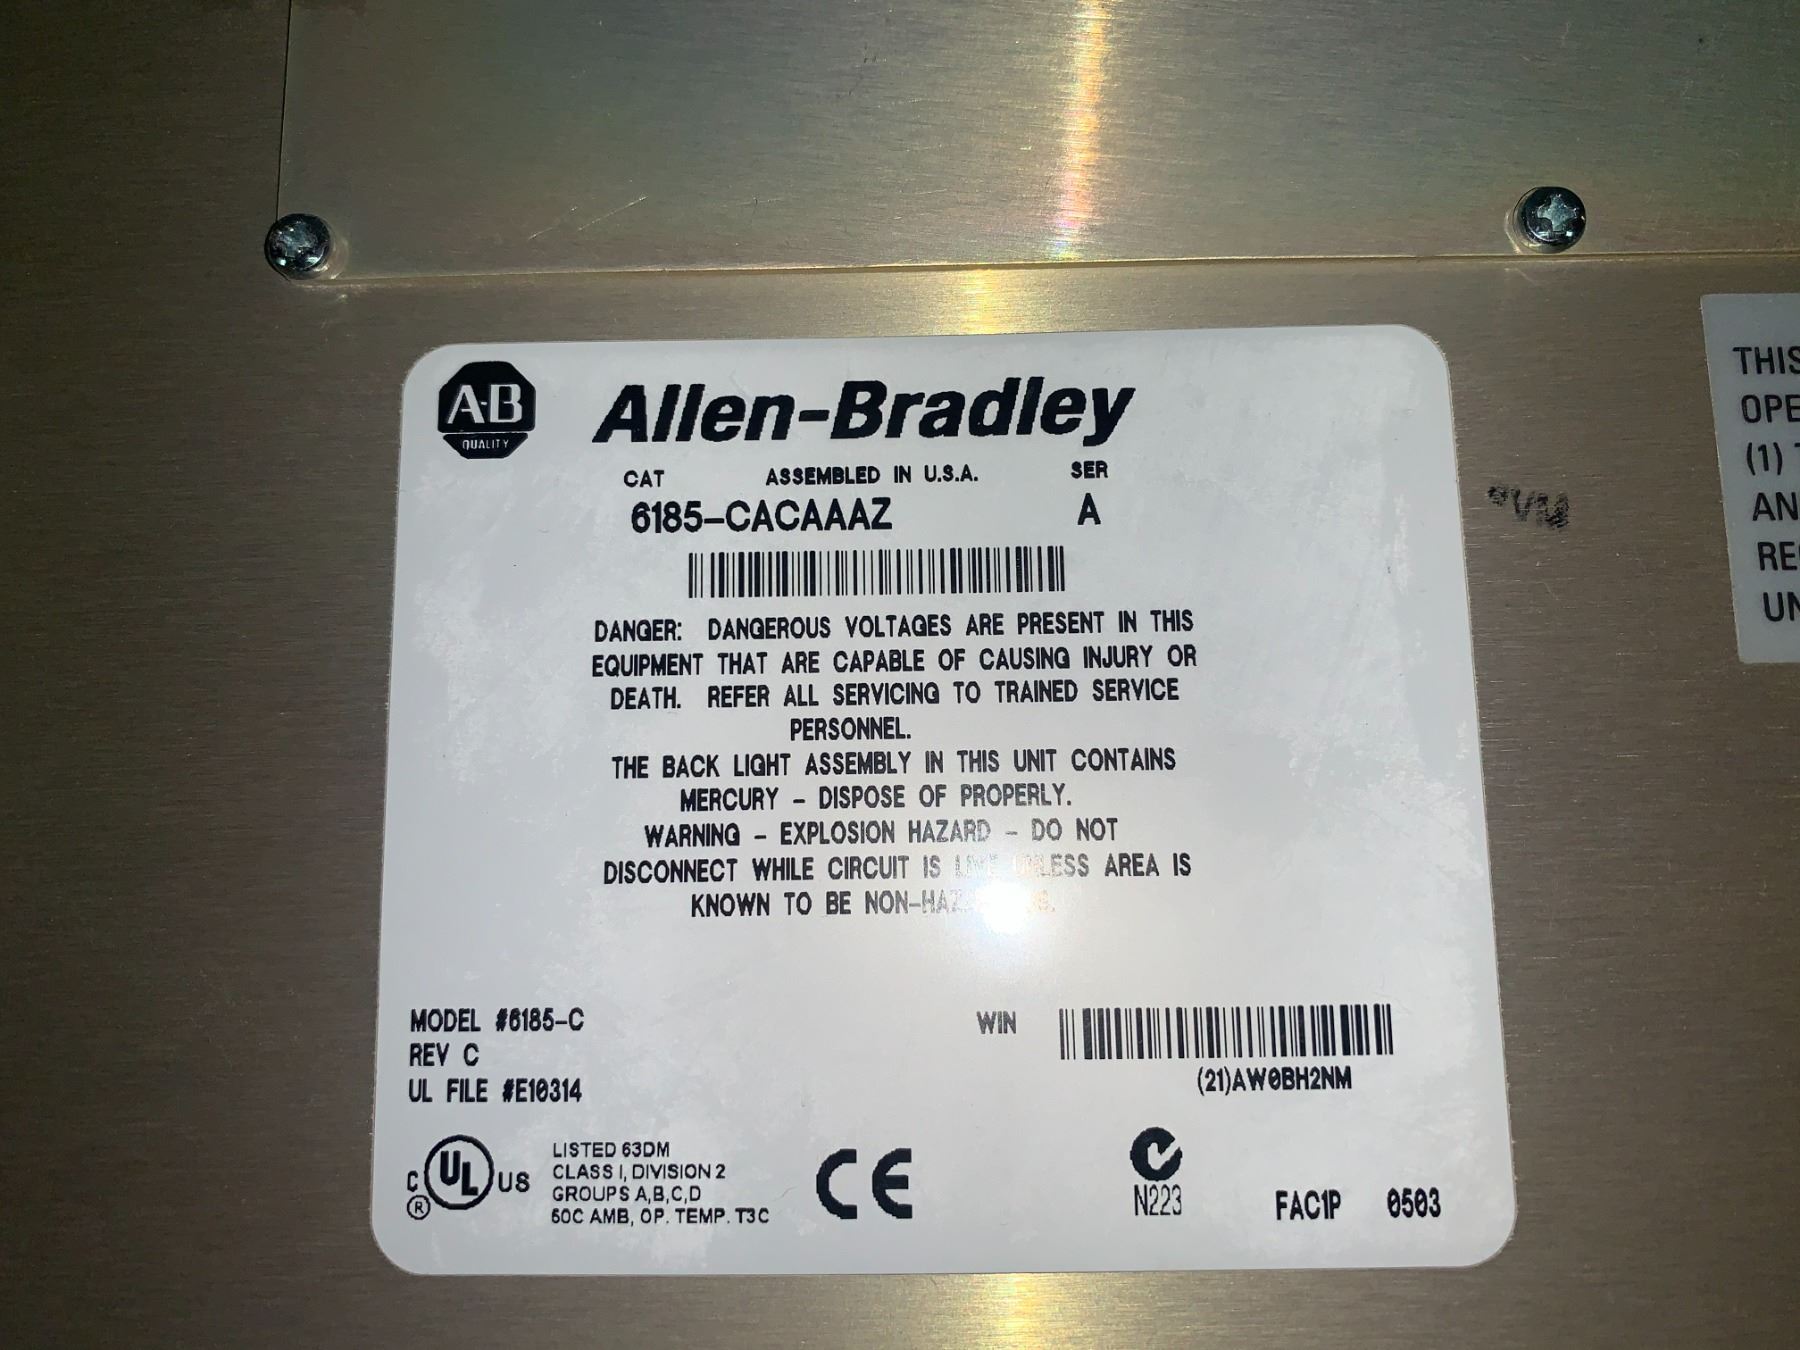 A-B
QUALITY
Allen-Bradley
CAT ASSEMBLED IN U.S.A. SER
6185-CACAAAZ A
DANGER: DANGEROUS VOLTAGES ARE PRESENT IN THIS
EQUIPMENT THAT ARE CAPABLE OF CAUSING INJURY OR
DEATH. REFER ALL SERVICING TO TRAINED SERVICE
PERSONNEL.
THE BACK LIGHT ASSEMBLY IN THIS UNIT CONTAINS
MERCURY - DISPOSE OF PROPERLY.
WARNING - EXPLOSION HAZARD - DO NOT
DISCONNECT WHILE CIRCUIT IS LIVE UNLESS AREA IS
KNOWN TO BE
MODEL #6185-C
REV C
UL FILE #E10314
WIN
(21)AW0BH2NM
C UL US
®
LISTED 63DM
CLASS I, DIVISION 2
GROUPS A,B,C,D
50C AMB, OP. TEMP. T3C
CE
N223
FAC1P 0503
THIS
OPE
(1)
AN
RE
UN